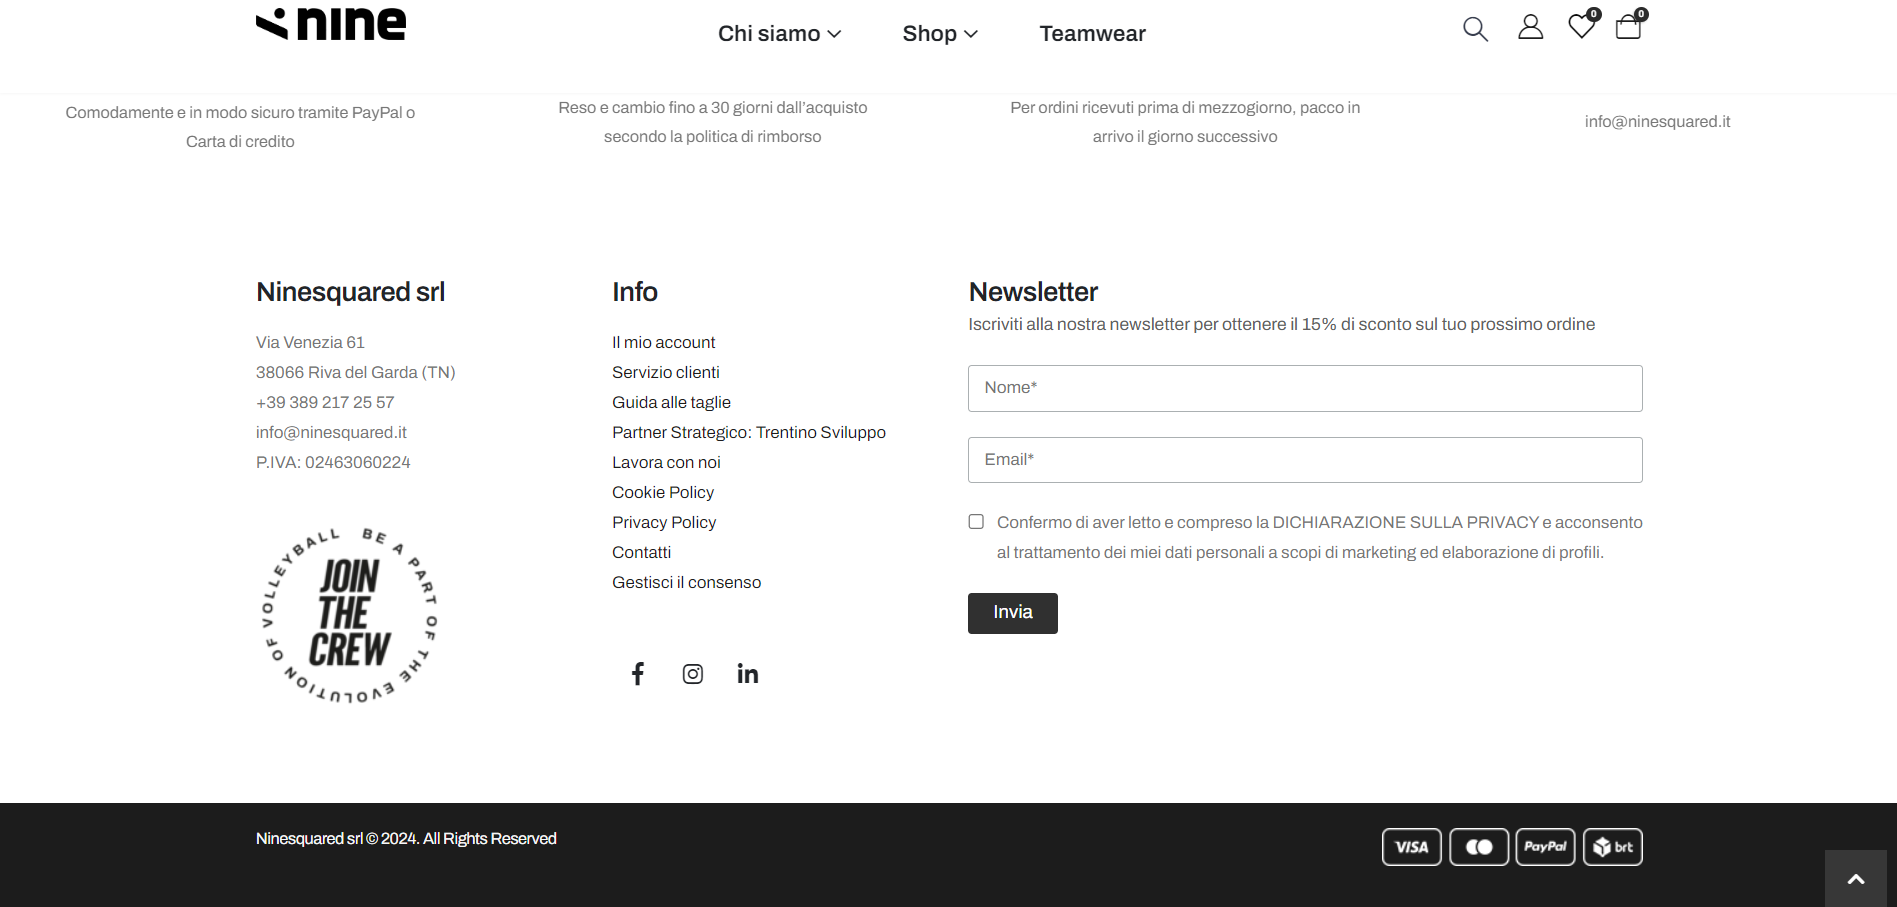 nine
Chi siamo
Shop
Teamwear
0
0
Comodamente e in modo sicuro tramite PayPal o
Carta di credito
Reso e cambio fino a 30 giorni dall’acquisto
secondo la politica di rimborso
Per ordini ricevuti prima di mezzogiorno, pacco in
arrivo il giorno successivo
info@ninesquared.it
Ninesquared srl
Via Venezia 61
38066 Riva del Garda (TN)
+39 389 217 25 57
info@ninesquared.it
P.IVA: 02463060224
BE A PART OF THE EVOLUTION OF VOLLEYBALL
JOIN
THE
CREW
Info
Il mio account
Servizio clienti
Guida alle taglie
Partner Strategico: Trentino Sviluppo
Lavora con noi
Cookie Policy
Privacy Policy
Contatti
Gestisci il consenso
Newsletter
Iscriviti alla nostra newsletter per ottenere il 15% di sconto sul tuo prossimo ordine
Nome*
Email*
Confermo di aver letto e compreso la DICHIARAZIONE SULLA PRIVACY e acconsento
al trattamento dei miei dati personali a scopi di marketing ed elaborazione di profili.
Invia
Ninesquared srl © 2024. All Rights Reserved
VISA
PayPal
brt